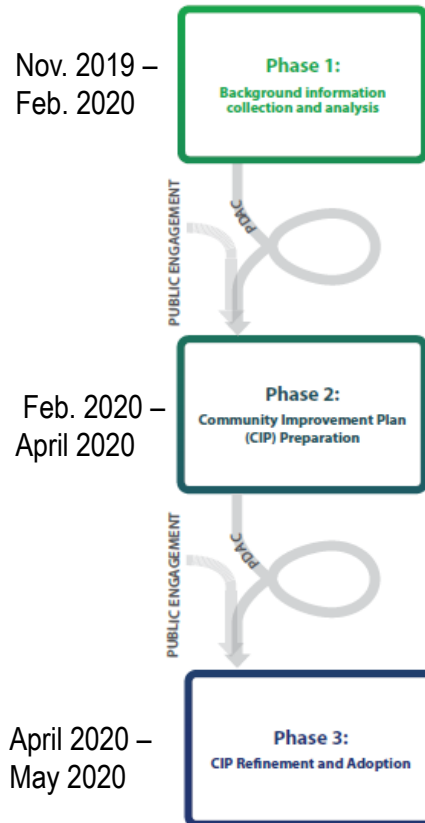 Nov. 2019 –
Feb. 2020
Phase 1:
Background information
collection and analysis
PUBLIC ENGAGEMENT
PDAC
Feb. 2020 –
April 2020
Phase 2:
Community Improvement Plan
(CIP) Preparation
PUBLIC ENGAGEMENT
PDAC
April 2020 –
May 2020
Phase 3:
CIP Refinement and Adoption